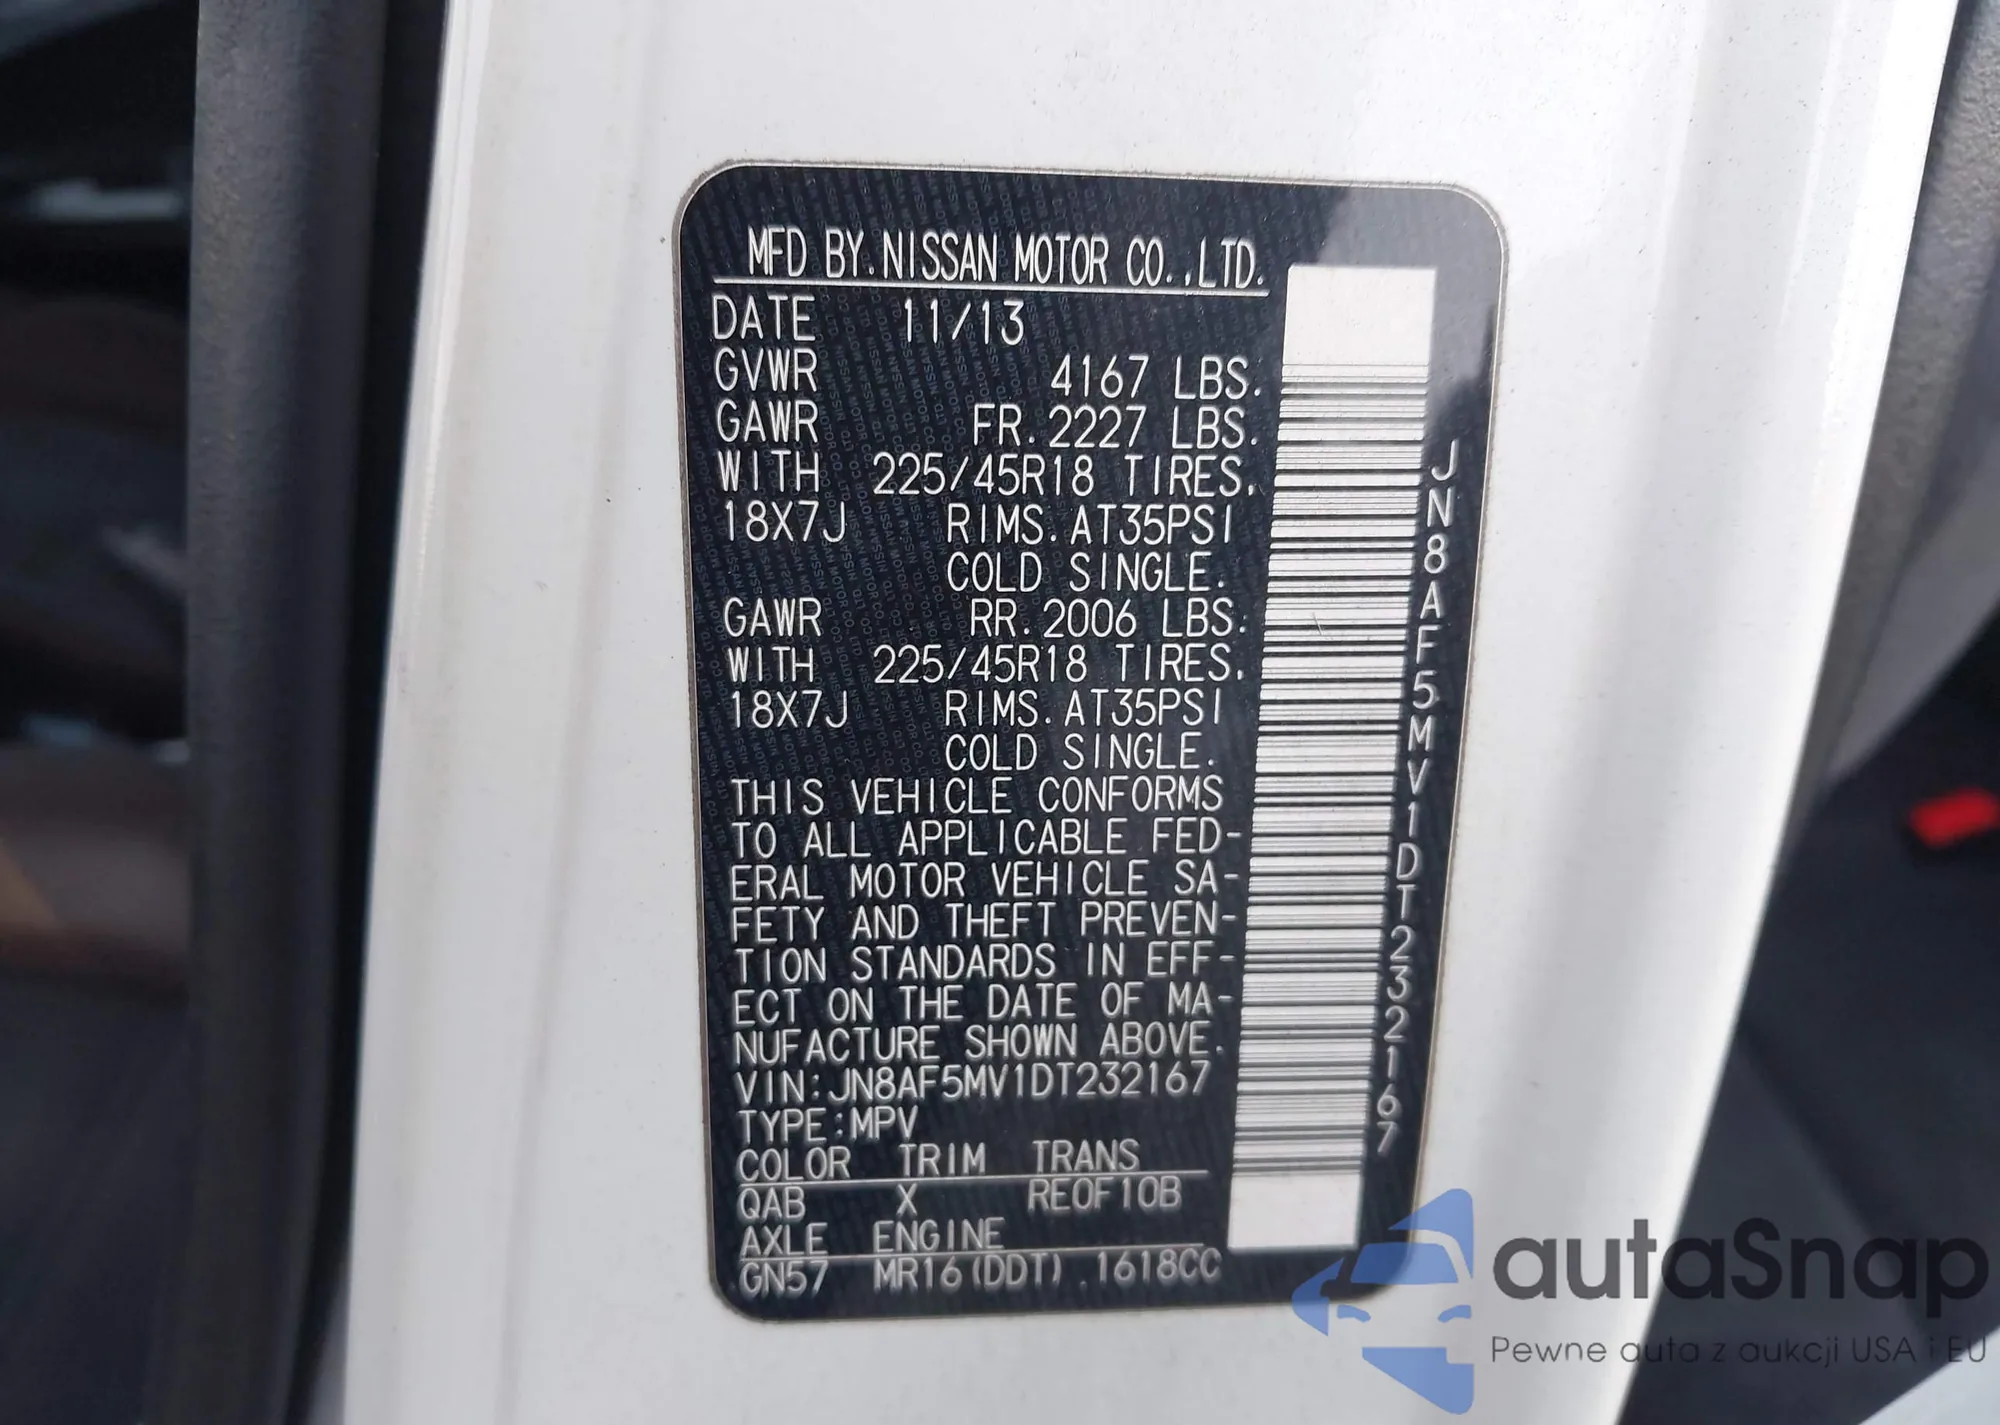 MFD BY.NISSAN MOTOR CO.,LTD.
DATE 11/13
GVWR 4167 LBS.
GAWR FR.2227 LBS.
WITH 225/45R18 TIRES,
18X7J RIMS.AT35PSI
COLD SINGLE.
GAWR RR.2006 LBS.
WITH 225/45R18 TIRES,
18X7J RIMS.AT35PSI
COLD SINGLE.
THIS VEHICLE CONFORMS
TO ALL APPLICABLE FED-
ERAL MOTOR VEHICLE SA-
FETY AND THEFT PREVEN-
TION STANDARDS IN EFF-
ECT ON THE DATE OF MA-
NUFACTURE SHOWN ABOVE.
VIN:JN8AF5MV1DT232167
TYPE:MPV
COLOR TRIM TRANS
QAB X RE0F10B
AXLE ENGINE
GN57 MR16(DDT) .1618CC
JN8AF5MV1DT232167
autaSnap
Pewne auta z aukcji USA i EU